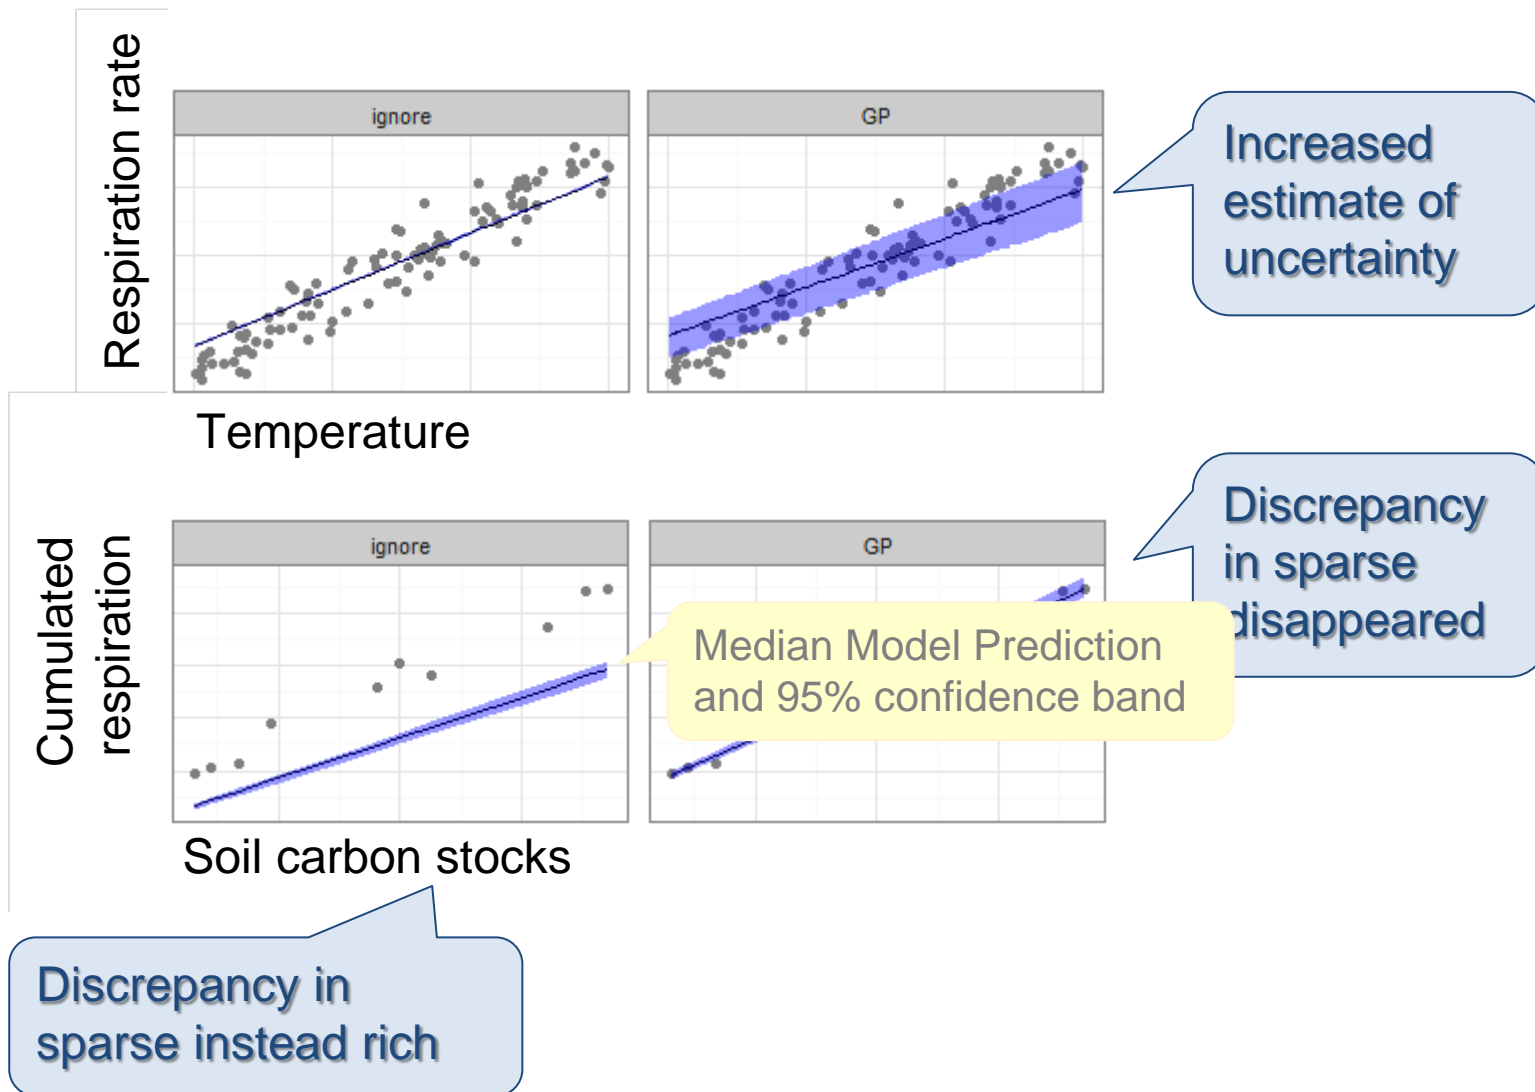 Respiration rate
ignore
GP
Increased
estimate of
uncertainty
Temperature
Cumulated
respiration
ignore
GP
Discrepancy
in sparse
disappeared
Median Model Prediction
and 95% confidence band
Soil carbon stocks
Discrepancy in
sparse instead rich